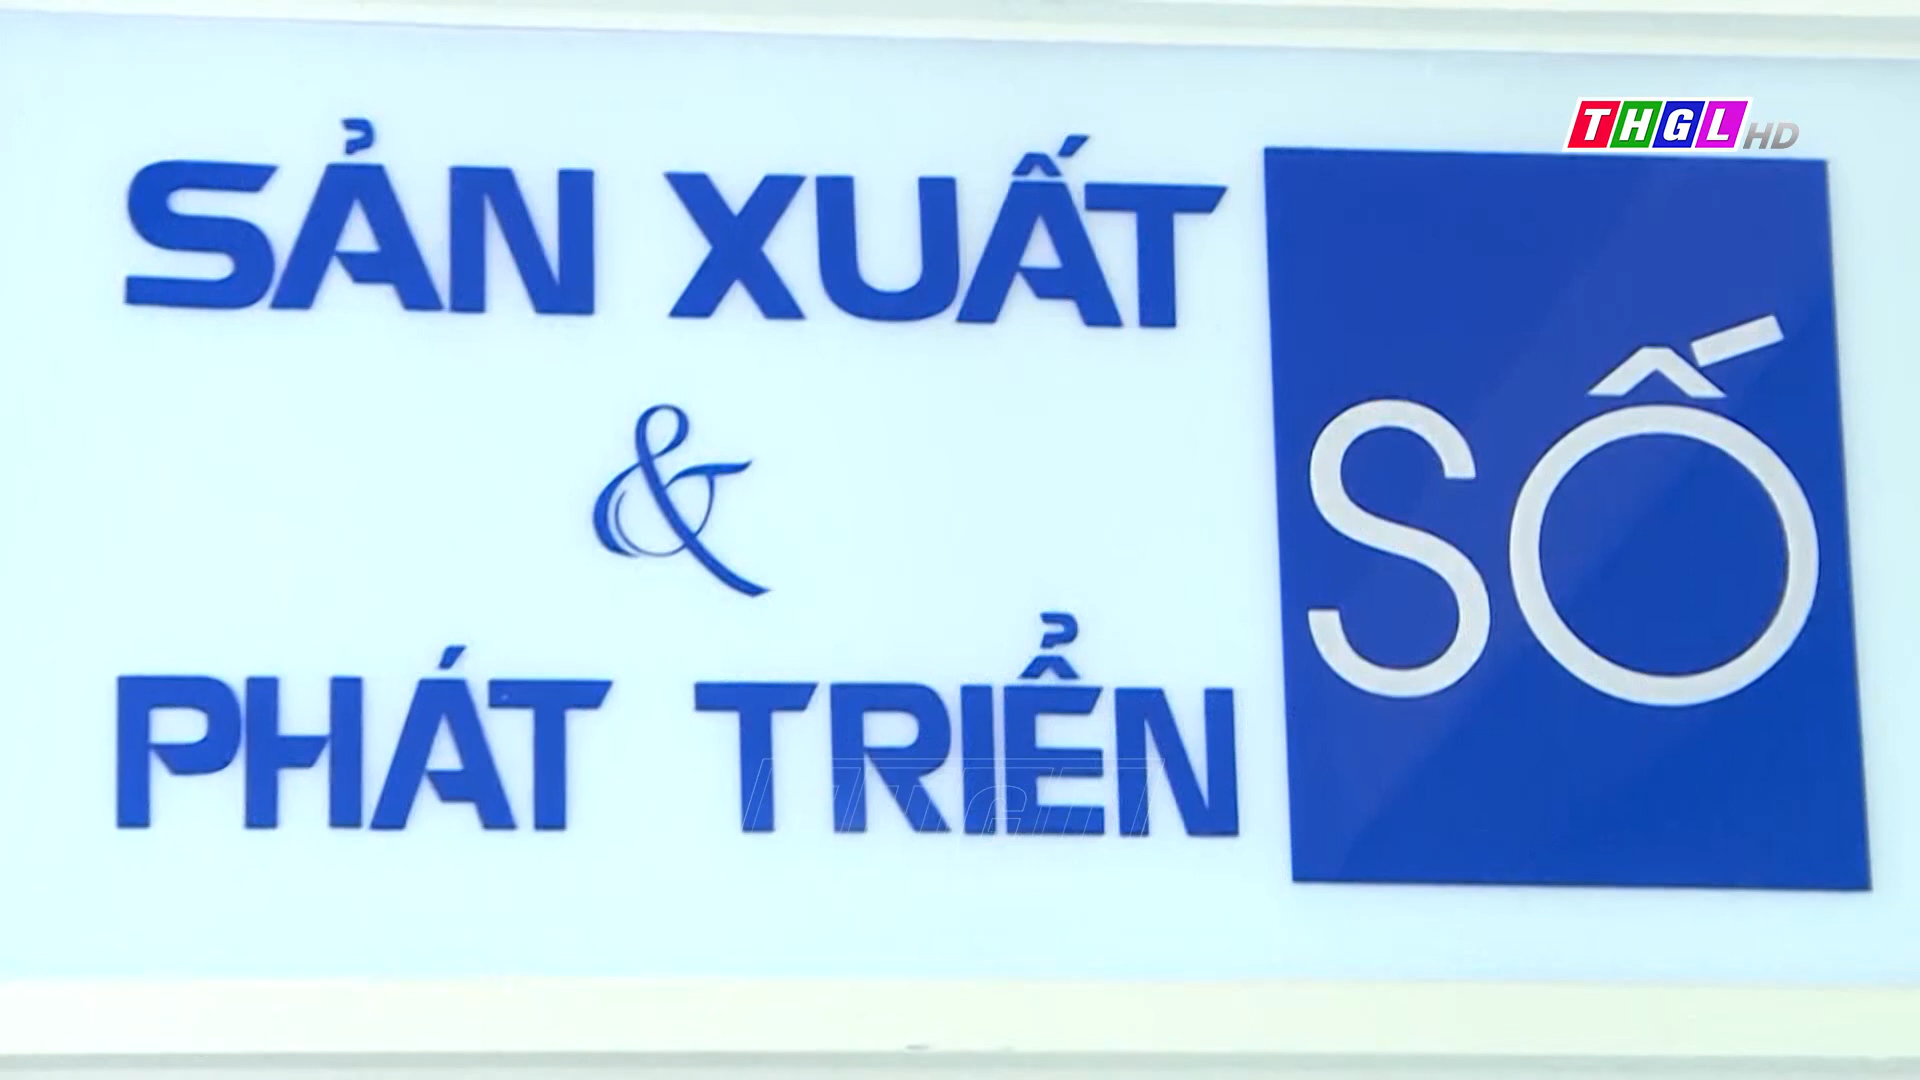 THGL HD
SẢN XUẤT
&
PHÁT TRIỂN
SỐ